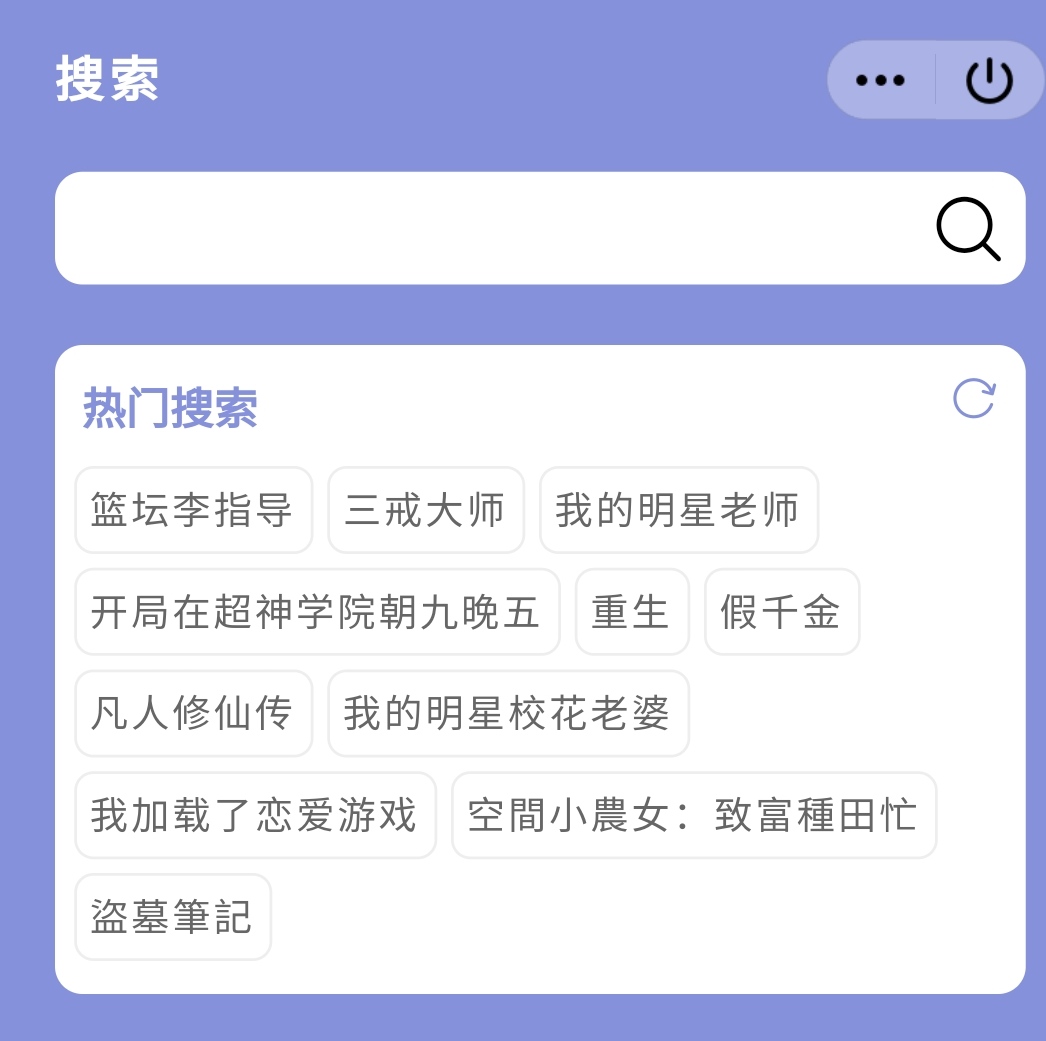 搜索
热门搜索
篮坛李指导 三戒大师 我的明星老师
开局在超神学院朝九晚五 重生 假千金
凡人修仙传 我的明星校花老婆
我加载了恋爱游戏 空間小農女：致富種田忙
盗墓筆記